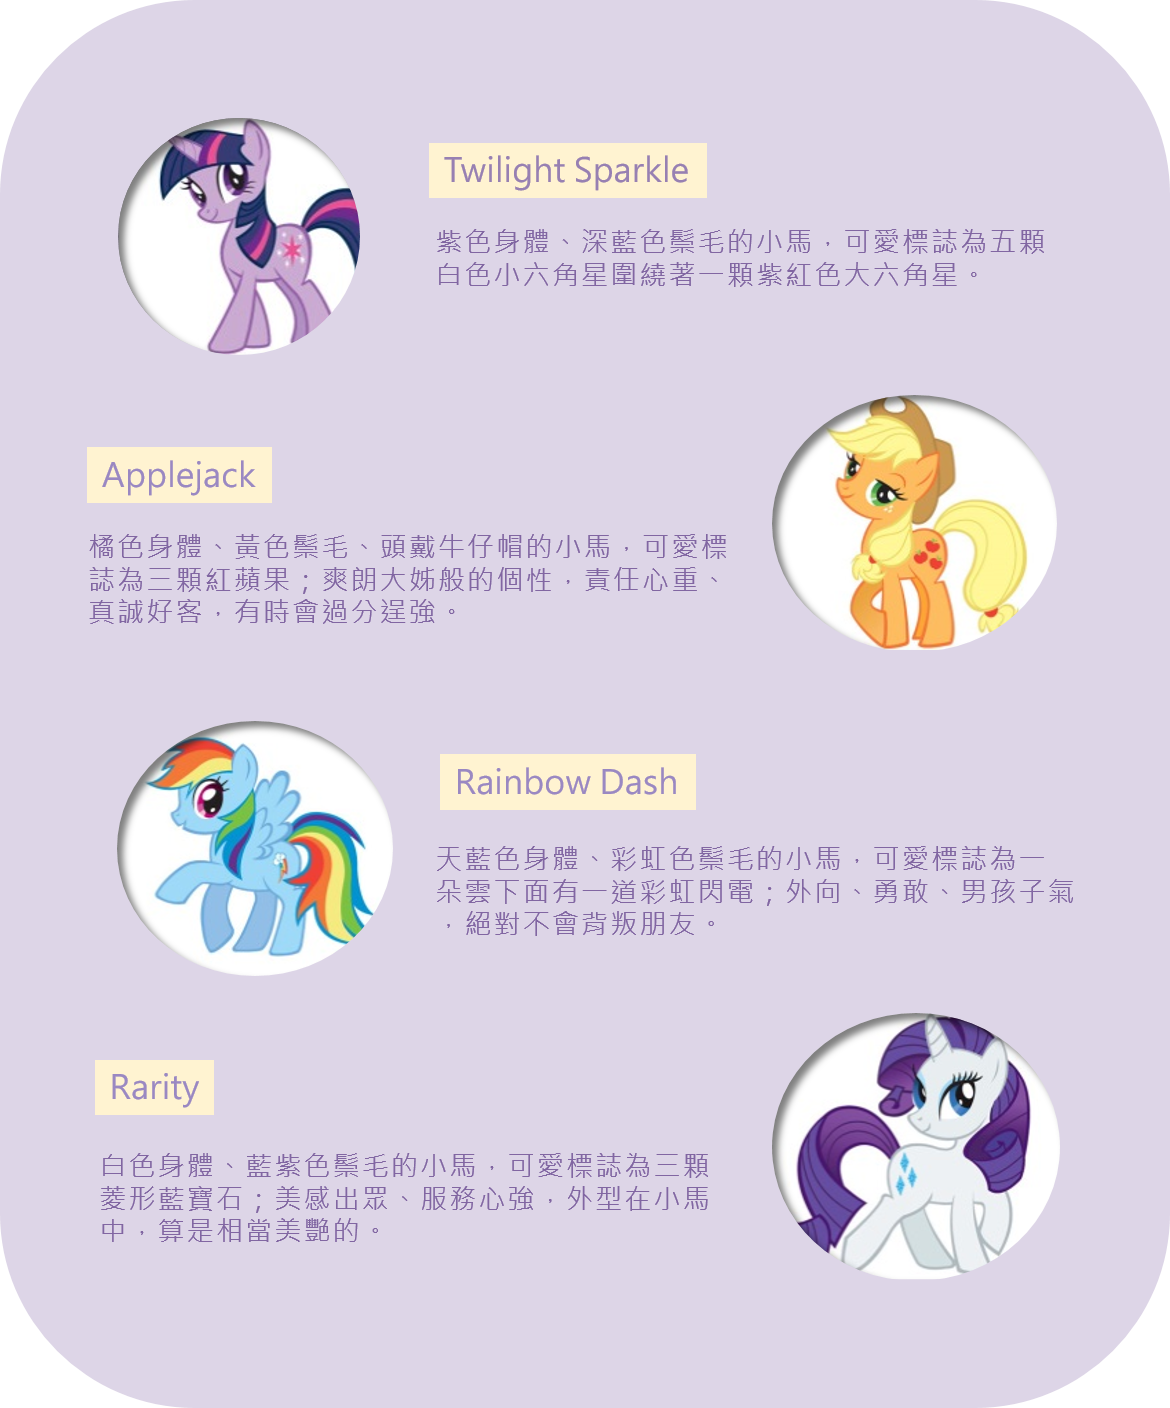 Twilight Sparkle
紫色身體、深藍色鬃毛的小馬，可愛標誌為五顆
白色小六角星圍繞著一顆紫紅色大六角星。
Applejack
橘色身體、黃色鬃毛、頭戴牛仔帽的小馬，可愛標
誌為三顆紅蘋果；爽朗大姊般的個性，責任心重、
真誠好客，有時會過分逞強。
Rainbow Dash
天藍色身體、彩虹色鬃毛的小馬，可愛標誌為一
朵雲下面有一道彩虹閃電；外向、勇敢、男孩子氣
，絕對不會背叛朋友。
Rarity
白色身體、藍紫色鬃毛的小馬，可愛標誌為三顆
菱形藍寶石；美感出眾、服務心強，外型在小馬
中，算是相當美艷的。